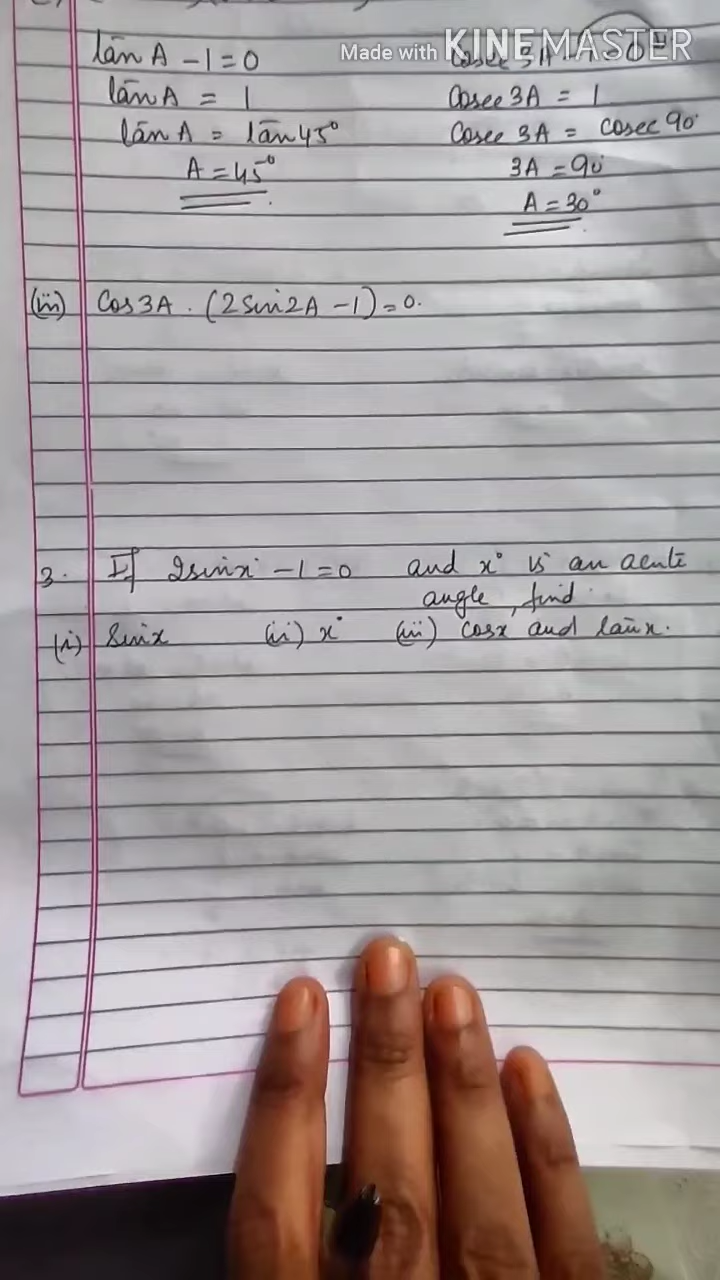 tan A - 1 = 0
Made with KINEMASTER
tan A = 1
Cosec 3A = 1
tan A = tan 45°
Cosec 3A = cosec 90°
A = 45°
3A = 90°
A = 30°
(iii) Cos 3A . (2 sin 2A - 1) = 0.
3. If 2sin x° - 1 = 0 and x° is an acute
angle, find.
(i) Sin x (ii) x° (iii) cos x and tan x.